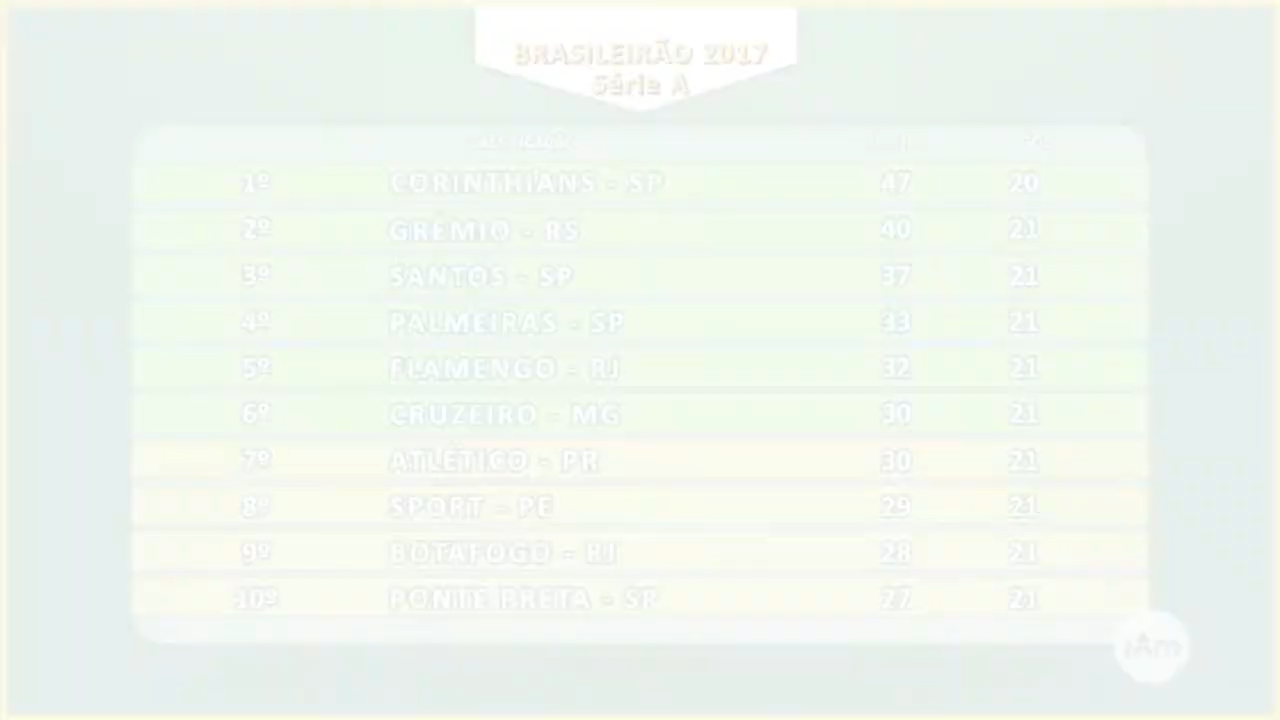 BRASILEIRÃO 2017
Série A
CLASSIFICAÇÃO
1º CORINTHIANS - SP 47 20
2º GRÊMIO - RS 40 21
3º SANTOS - SP 37 21
4º PALMEIRAS - SP 33 21
5º FLAMENGO - RJ 32 21
6º CRUZEIRO - MG 30 21
7º ATLÉTICO - PR 30 21
8º SPORT - PE 29 21
9º BOTAFOGO - RJ 28 21
10º PONTE PRETA - SP 27 21